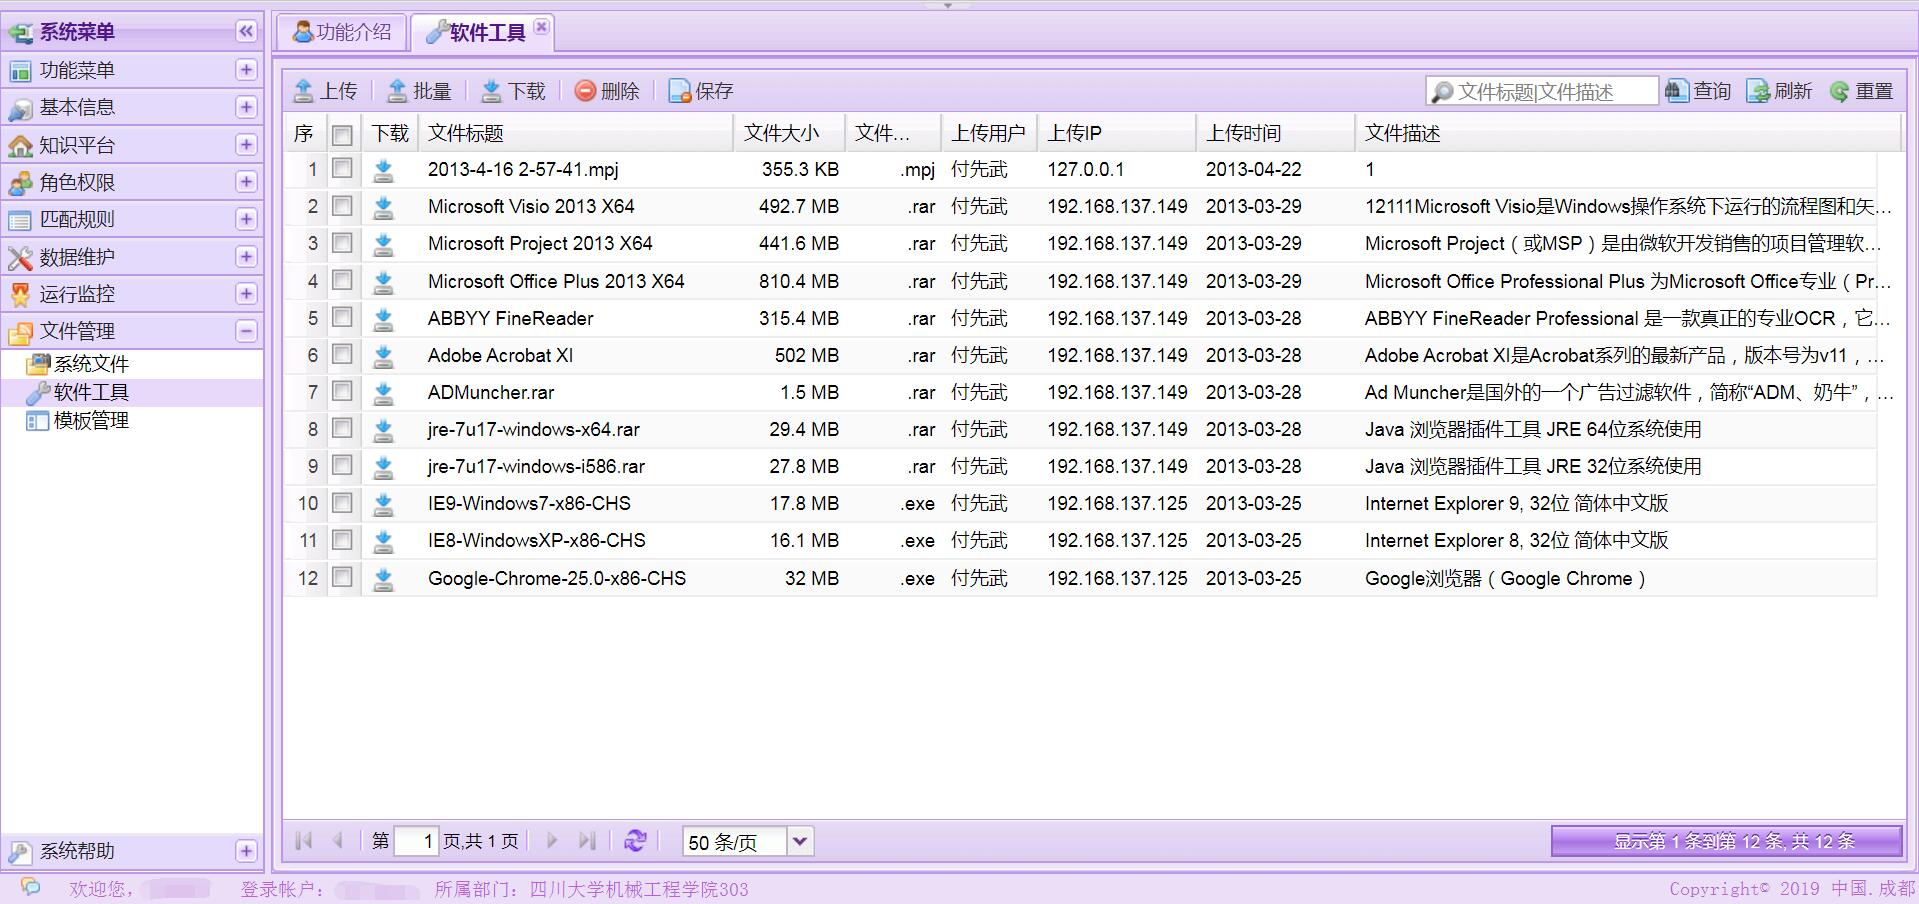 系统菜单
功能菜单
基本信息
知识平台
角色权限
匹配规则
数据维护
运行监控
文件管理
系统文件
软件工具
模板管理
系统帮助
功能介绍 软件工具
上传 批量 下载 删除 保存 文件标题|文件描述 查询 刷新 重置
序 下载 文件标题 文件大小 文件... 上传用户 上传IP 上传时间 文件描述
1 2013-4-16 2-57-41.mpj 355.3 KB .mpj 付先武 127.0.0.1 2013-04-22 1
2 Microsoft Visio 2013 X64 492.7 MB .rar 付先武 192.168.137.149 2013-03-29 12111Microsoft Visio是Windows操作系统下运行的流程图和矢...
3 Microsoft Project 2013 X64 441.6 MB .rar 付先武 192.168.137.149 2013-03-29 Microsoft Project（或MSP）是由微软开发销售的项目管理软...
4 Microsoft Office Plus 2013 X64 810.4 MB .rar 付先武 192.168.137.149 2013-03-29 Microsoft Office Professional Plus 为Microsoft Office专业（Pr...
5 ABBYY FineReader 315.4 MB .rar 付先武 192.168.137.149 2013-03-28 ABBYY FineReader Professional 是一款真正的专业OCR，它...
6 Adobe Acrobat XI 502 MB .rar 付先武 192.168.137.149 2013-03-28 Adobe Acrobat XI是Acrobat系列的最新产品，版本号为v11，...
7 ADMuncher.rar 1.5 MB .rar 付先武 192.168.137.149 2013-03-28 Ad Muncher是国外的一个广告过滤软件，简称“ADM、奶牛”，...
8 jre-7u17-windows-x64.rar 29.4 MB .rar 付先武 192.168.137.149 2013-03-28 Java 浏览器插件工具 JRE 64位系统使用
9 jre-7u17-windows-i586.rar 27.8 MB .rar 付先武 192.168.137.149 2013-03-28 Java 浏览器插件工具 JRE 32位系统使用
10 IE9-Windows7-x86-CHS 17.8 MB .exe 付先武 192.168.137.125 2013-03-25 Internet Explorer 9, 32位 简体中文版
11 IE8-WindowsXP-x86-CHS 16.1 MB .exe 付先武 192.168.137.125 2013-03-25 Internet Explorer 8, 32位 简体中文版
12 Google-Chrome-25.0-x86-CHS 32 MB .exe 付先武 192.168.137.125 2013-03-25 Google浏览器（Google Chrome）
第 1 页,共 1 页 50 条/页 显示第 1 条到第 12 条, 共 12 条
欢迎您, 登录帐户: 所属部门: 四川大学机械工程学院303 Copyright© 2019 中国.成都